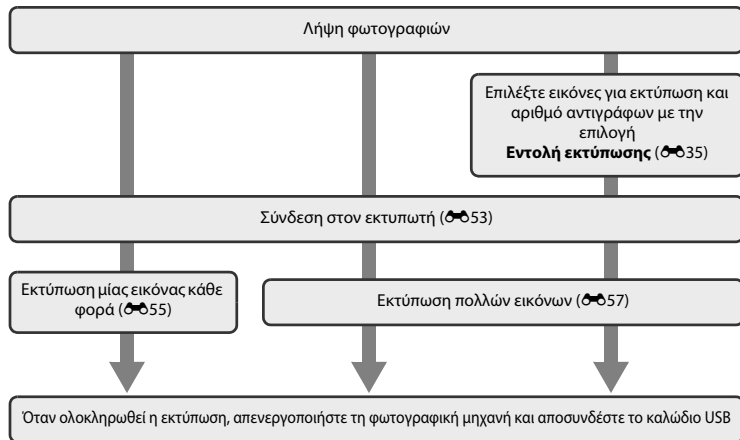 Λήψη φωτογραφιών
Επιλέξτε εικόνες για εκτύπωση και
αριθμό αντιγράφων με την
επιλογή
Εντολή εκτύπωσης (35)
Σύνδεση στον εκτυπωτή (53)
Εκτύπωση μίας εικόνας κάθε
φορά (55)
Εκτύπωση πολλών εικόνων (57)
Όταν ολοκληρωθεί η εκτύπωση, απενεργοποιήστε τη φωτογραφική μηχανή και αποσυνδέστε το καλώδιο USB